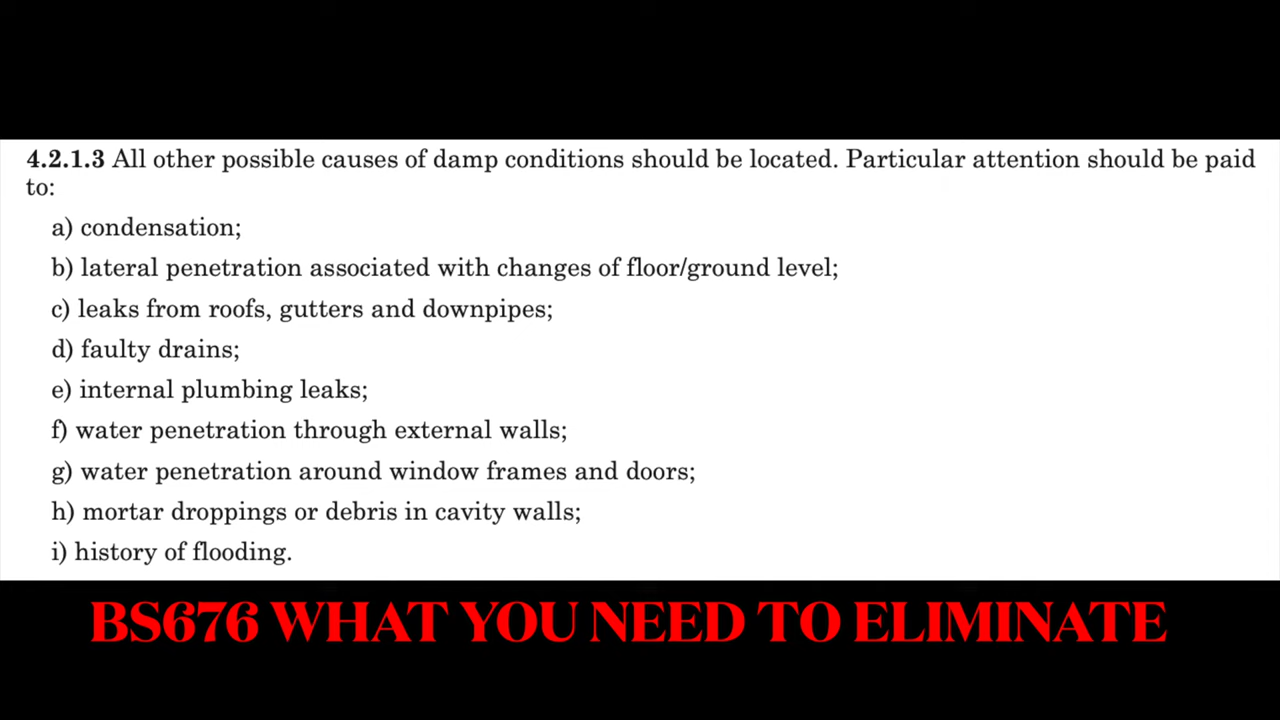 4.2.1.3 All other possible causes of damp conditions should be located. Particular attention should be paid
to:
a) condensation;
b) lateral penetration associated with changes of floor/ground level;
c) leaks from roofs, gutters and downpipes;
d) faulty drains;
e) internal plumbing leaks;
f) water penetration through external walls;
g) water penetration around window frames and doors;
h) mortar droppings or debris in cavity walls;
i) history of flooding.
BS676 WHAT YOU NEED TO ELIMINATE